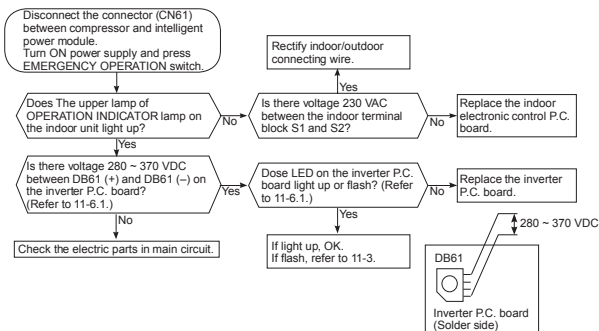 Disconnect the connector (CN61)
between compressor and intelligent
power module.
Turn ON power supply and press
EMERGENCY OPERATION switch.
Rectify indoor/outdoor
connecting wire.
Yes
Does The upper lamp of
OPERATION INDICATOR lamp on
the indoor unit light up?
No
Is there voltage 230 VAC
between the indoor terminal
block S1 and S2?
No
Replace the indoor
electronic control P.C.
board.
Yes
Is there voltage 280 ~ 370 VDC
between DB61 (+) and DB61 (–) on
the inverter P.C. board?
(Refer to 11-6.1.)
Yes
Dose LED on the inverter P.C.
board light up or flash? (Refer
to 11-6.1.)
No
Replace the inverter
P.C. board.
No
Check the electric parts in main circuit.
Yes
If light up, OK.
If flash, refer to 11-3.
280 ~ 370 VDC
DB61
Inverter P.C. board
(Solder side)